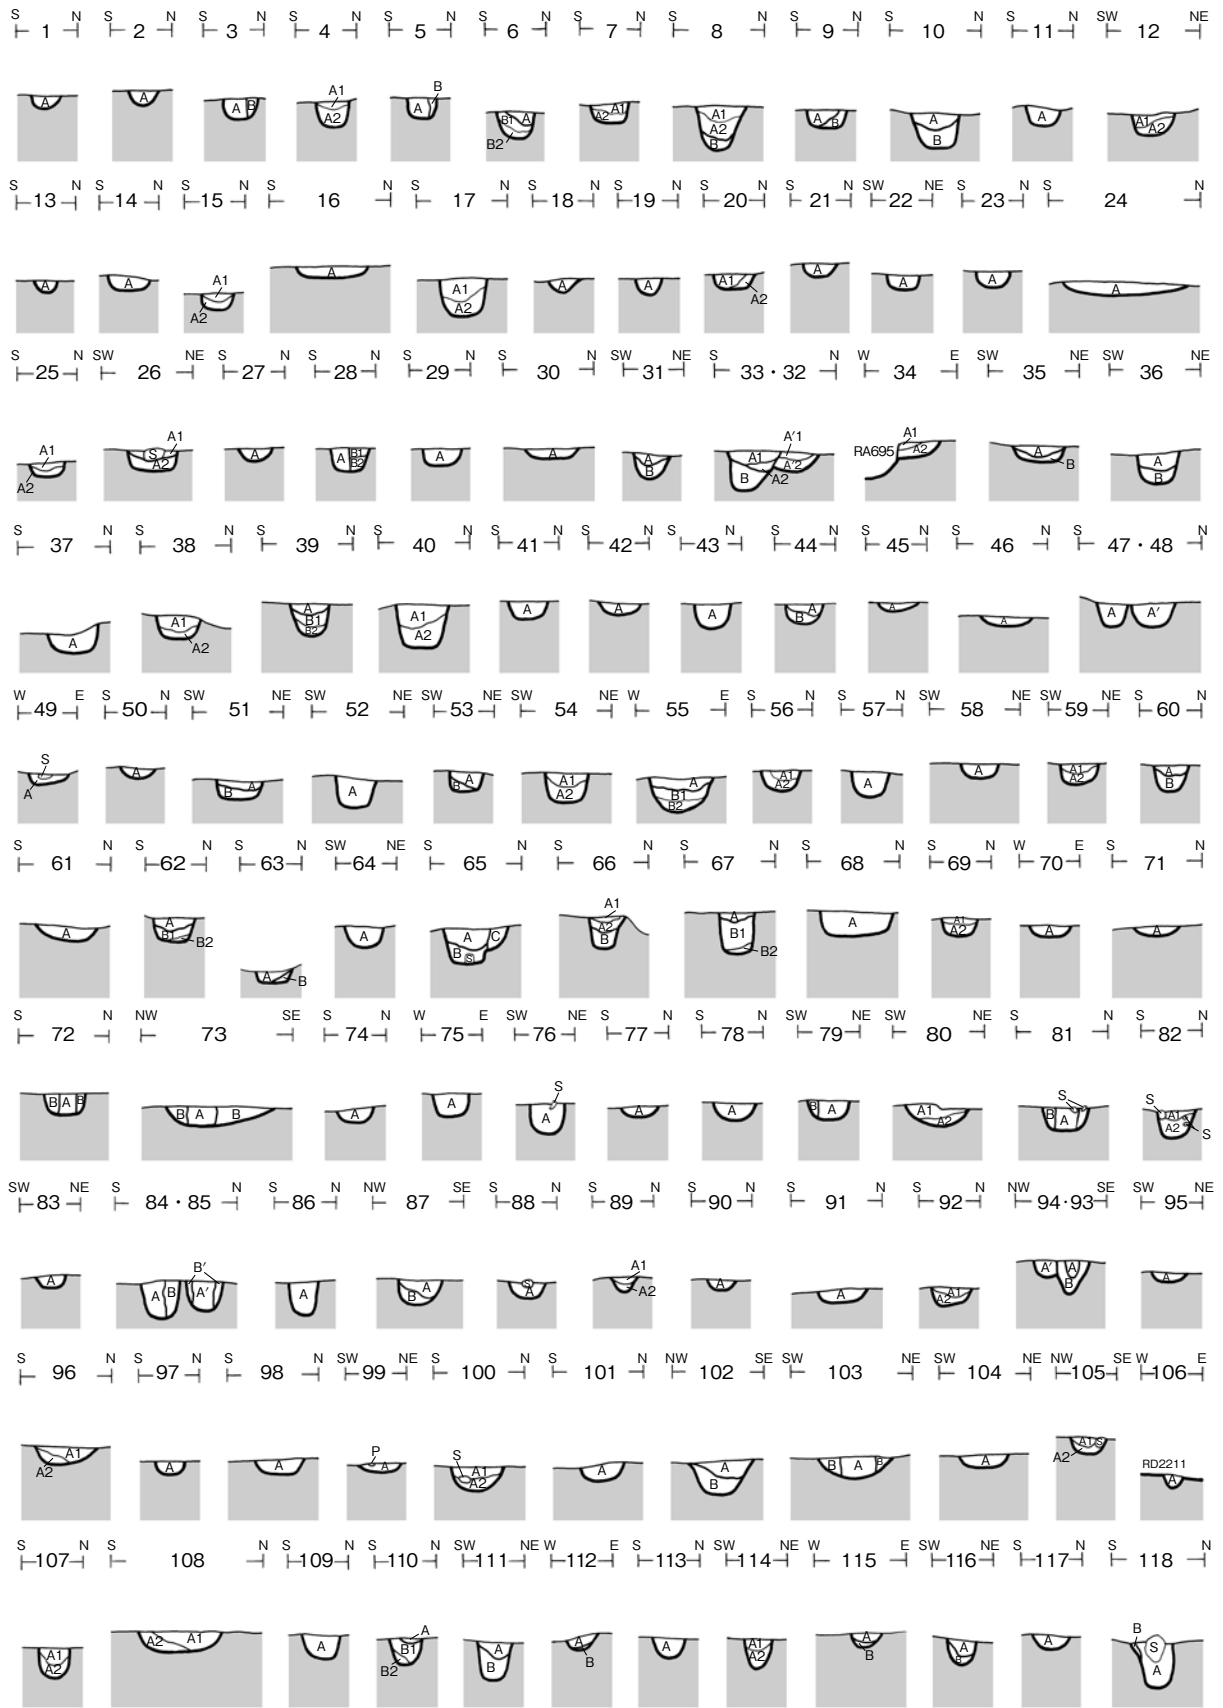 S 1 N S 2 N S 3 N S 4 N S 5 N S 6 N S 7 N S 8 N S 9 N S 10 N S 11 N SW 12 NE
A A A B A1 A2 A B B1 A B2 A2 A1 A1 A2 B A B A B A A1 A2
S 13 N S 14 N S 15 N S 16 N S 17 N S 18 N S 19 N S 20 N S 21 N SW 22 NE S 23 N S 24 N
A A A1 A2 A A1 A2 A A A1 A2 A A A A
S 25 N SW 26 NE S 27 N S 28 N S 29 N S 30 N SW 31 NE S 33・32 N W 34 E SW 35 NE SW 36 NE
A1 A2 S A1 A2 A A B1 B2 A A A B A1 B A2 A′1 A′2 RA695 A1 A2 A B A B
S 37 N S 38 N S 39 N S 40 N S 41 N S 42 N S 43 N S 44 N S 45 N S 46 N S 47・48 N
A A1 A2 A B1 B2 A1 A2 A A A B A A A A A′
W 49 E S 50 N SW 51 NE SW 52 NE SW 53 NE SW 54 NE W 55 E S 56 N S 57 N SW 58 NE SW 59 NE S 60 N
S A A B A A B A A1 A2 A B1 B2 A1 A2 A A A1 A2 A B
S 61 N S 62 N S 63 N SW 64 NE S 65 N S 66 N S 67 N S 68 N S 69 N W 70 E S 71 N
A A B1 B2 A B A A B S C A1 A2 B A B1 B2 A A1 A2 A A
S 72 N NW 73 SE S 74 N W 75 E SW 76 NE S 77 N S 78 N SW 79 NE SW 80 NE S 81 N S 82 N
B A B B A B A A S A A A B A A1 A2 S B A S A1 A2 S
SW 83 NE S 84・85 N S 86 N NW 87 SE S 88 N S 89 N S 90 N S 91 N S 92 N NW 94・93 SE SW 95 NE
A A B B′ A′ A B A S A A1 A2 A A A2 A1 A′ A B A
S 96 N S 97 N S 98 N SW 99 NE S 100 N S 101 N NW 102 SE SW 103 NE SW 104 NE NW 105 SE W 106 E
A1 A2 A A P A S A1 A2 A A B B A B A A1 S A2 RD2211 A
S 107 N S 108 N S 109 N S 110 N SW 111 NE W 112 E S 113 N SW 114 NE W 115 E SW 116 NE S 117 N S 118 N
A1 A2 A2 A1 A A B1 B2 A B A B A A1 A2 A B A B A B S A